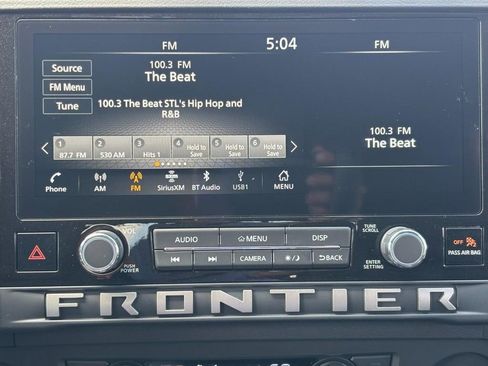 FM 5:04 FM
Source
100.3 FM
The Beat
FM Menu
Tune
100.3 The Beat STL's Hip Hop and
R&B
1 2 3 4 5 6
87.7 FM 530 AM Hits 1 Hold to Save Hold to Save Hold to Save
100.3 FM
The Beat
Phone AM FM SiriusXM BT Audio USB1 MENU
VOL
PUSH
POWER
AUDIO MENU DISP
CAMERA BACK
TUNE
SCROLL
ENTER
SETTING
OFF
PASS AIR BAG
FRONTIER